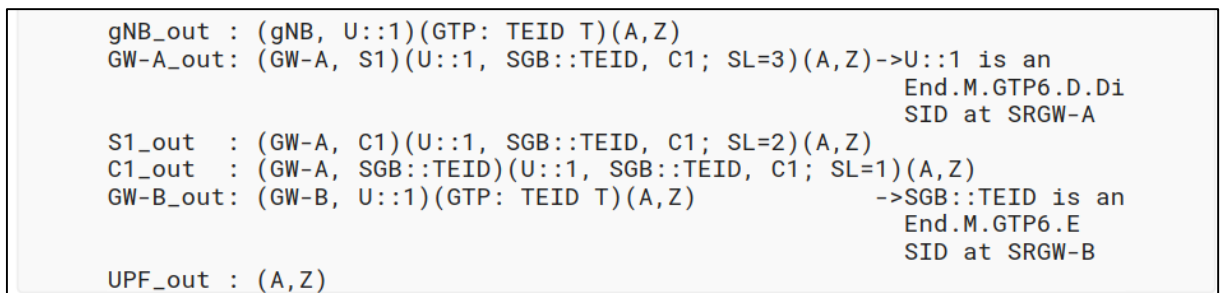 gNB_out : (gNB, U::1)(GTP: TEID T)(A,Z)
GW-A_out: (GW-A, S1)(U::1, SGB::TEID, C1; SL=3)(A,Z)->U::1 is an
End.M.GTP6.D.Di
SID at SRGW-A
S1_out  : (GW-A, C1)(U::1, SGB::TEID, C1; SL=2)(A,Z)
C1_out  : (GW-A, SGB::TEID)(U::1, SGB::TEID, C1; SL=1)(A,Z)
GW-B_out: (GW-B, U::1)(GTP: TEID T)(A,Z)            ->SGB::TEID is an
End.M.GTP6.E
SID at SRGW-B
UPF_out : (A,Z)